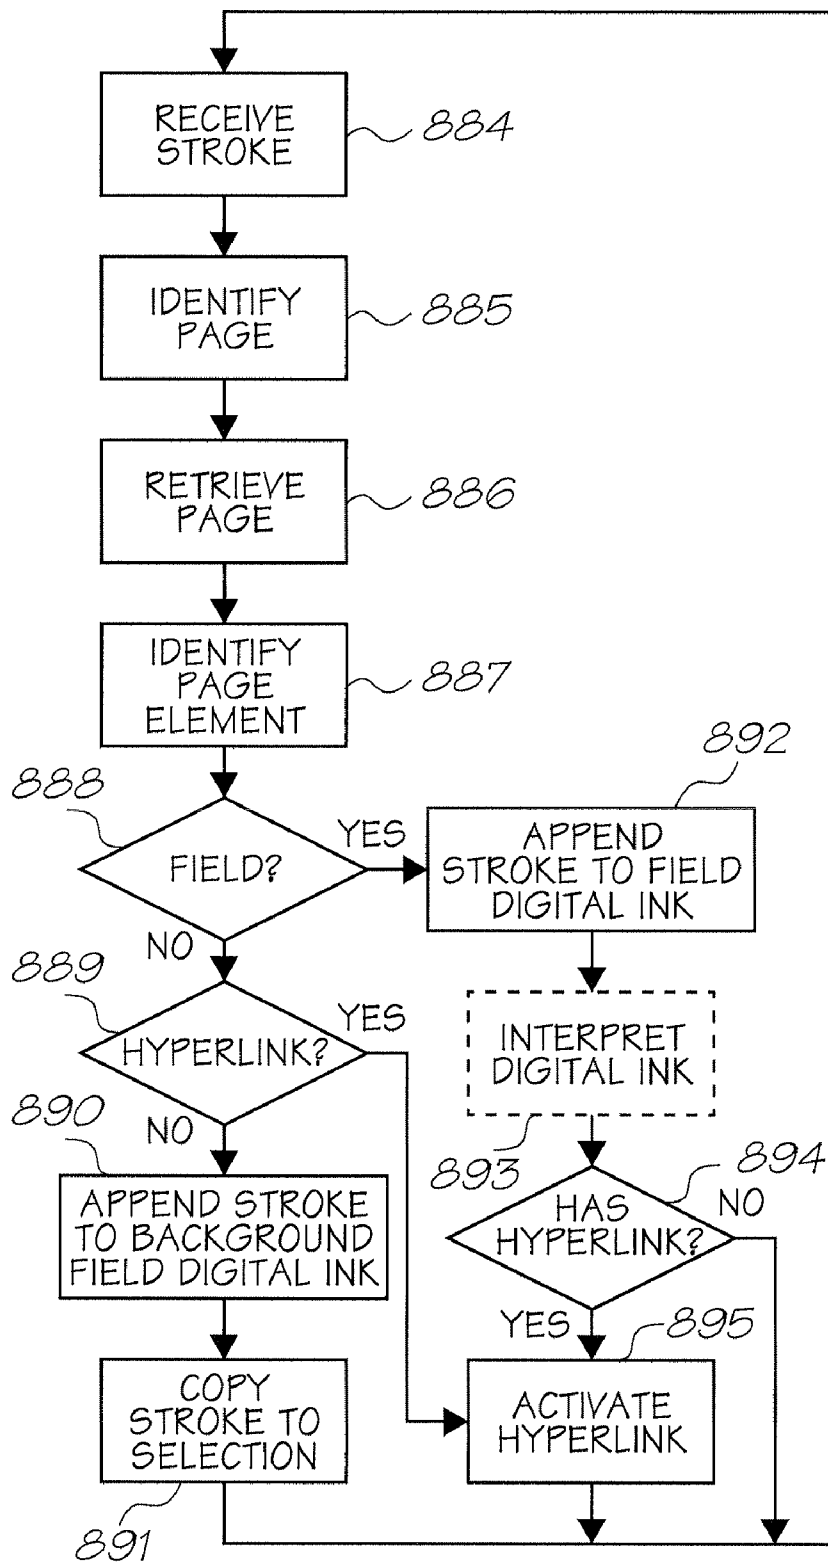 RECEIVE
STROKE
884
IDENTIFY
PAGE
885
RETRIEVE
PAGE
886
IDENTIFY
PAGE
ELEMENT
887
888
FIELD?
YES
NO
892
APPEND
STROKE TO FIELD
DIGITAL INK
889
HYPERLINK?
YES
NO
INTERPRET
DIGITAL INK
893
890
APPEND STROKE
TO BACKGROUND
FIELD DIGITAL INK
894
HAS
HYPERLINK?
NO
YES
895
COPY
STROKE TO
SELECTION
891
ACTIVATE
HYPERLINK